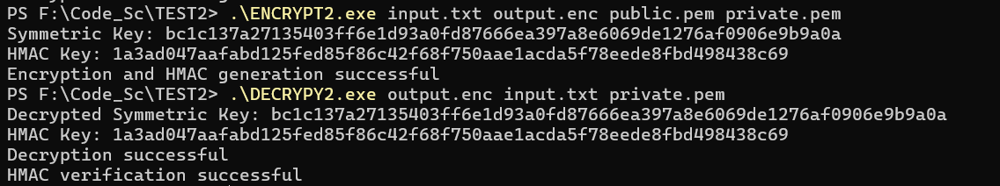 PS F:\Code_Sc\TEST2> .\ENCRYPT2.exe input.txt output.enc public.pem private.pem
Symmetric Key: bc1c137a27135403ff6e1d93a0fd87666ea397a8e6069de1276af0906e9b9a0a
HMAC Key: 1a3ad047aafabd125fed85f86c42f68f750aae1acda5f78eede8fbd498438c69
Encryption and HMAC generation successful
PS F:\Code_Sc\TEST2> .\DECRYPY2.exe output.enc input.txt private.pem
Decrypted Symmetric Key: bc1c137a27135403ff6e1d93a0fd87666ea397a8e6069de1276af0906e9b9a0a
HMAC Key: 1a3ad047aafabd125fed85f86c42f68f750aae1acda5f78eede8fbd498438c69
Decryption successful
HMAC verification successful